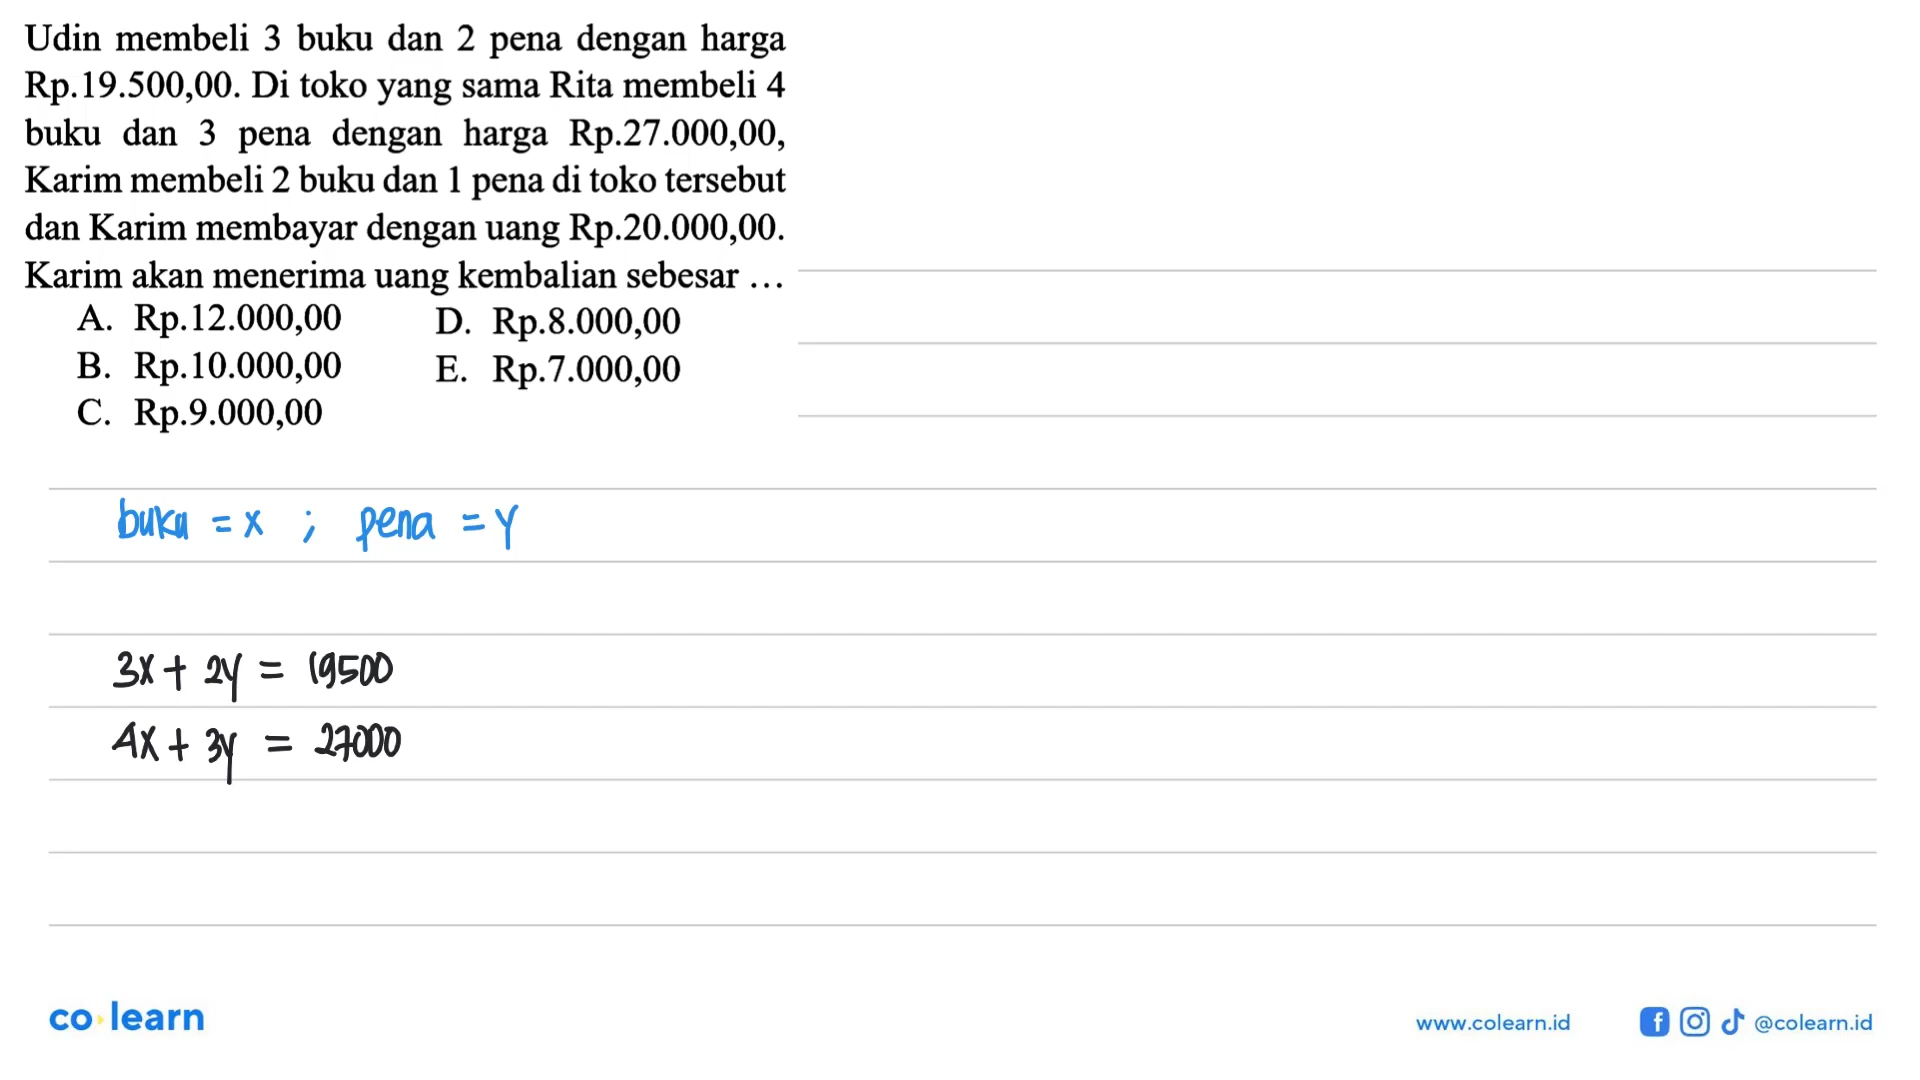 Udin membeli 3 buku dan 2 pena dengan harga
Rp.19.500,00. Di toko yang sama Rita membeli 4
buku dan 3 pena dengan harga Rp.27.000,00,
Karim membeli 2 buku dan 1 pena di toko tersebut
dan Karim membayar dengan uang Rp.20.000,00.
Karim akan menerima uang kembalian sebesar ...
A. Rp.12.000,00 D. Rp.8.000,00
B. Rp.10.000,00 E. Rp.7.000,00
C. Rp.9.000,00
buku = x ; pena = y
3x + 2y = 19500
4x + 3y = 27000
co learn www.colearn.id @colearn.id